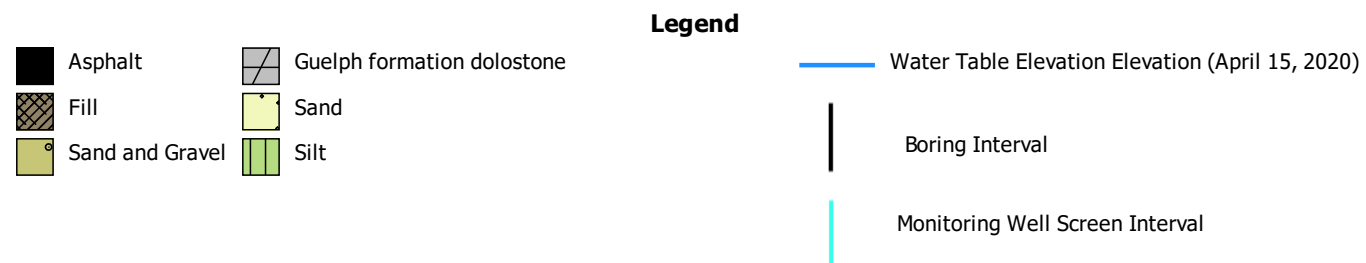 Legend
Asphalt
Guelph formation dolostone
Water Table Elevation Elevation (April 15, 2020)
Fill
Sand
Sand and Gravel
Silt
Boring Interval
Monitoring Well Screen Interval